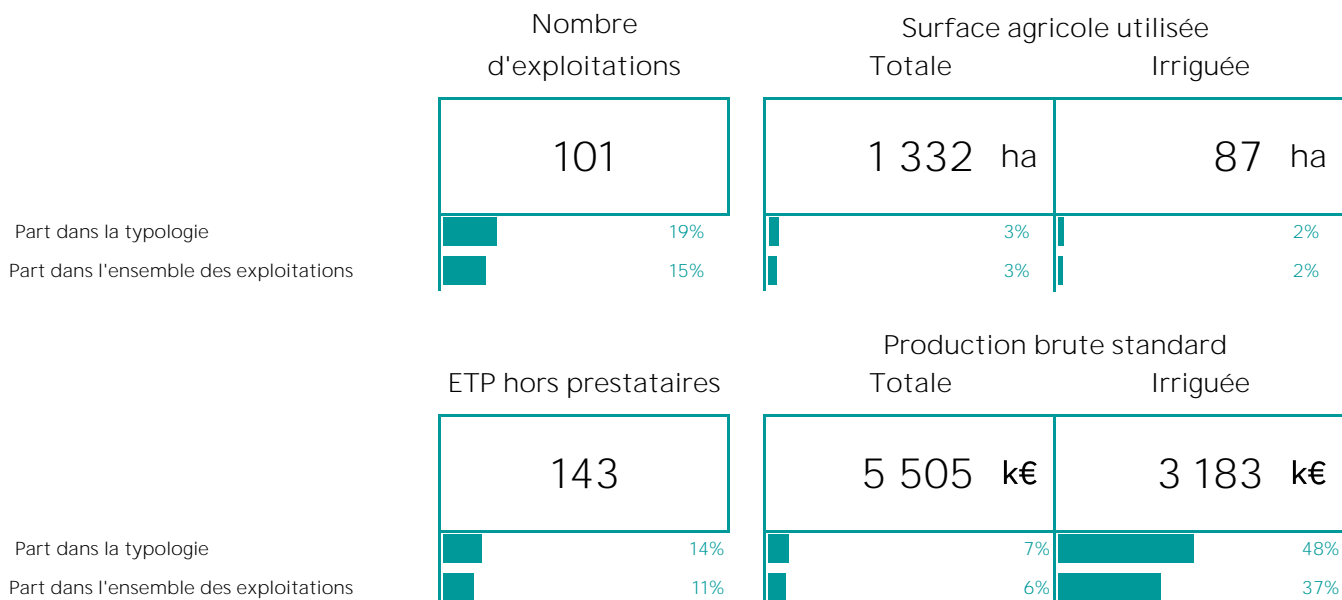 Nombre
d'exploitations
Surface agricole utilisée
Totale Irriguée
101 1 332 ha 87 ha
Part dans la typologie 19% 3% 2%
Part dans l'ensemble des exploitations 15% 3% 2%
Production brute standard
ETP hors prestataires Totale Irriguée
143 5 505 k€ 3 183 k€
Part dans la typologie 14% 7% 48%
Part dans l'ensemble des exploitations 11% 6% 37%